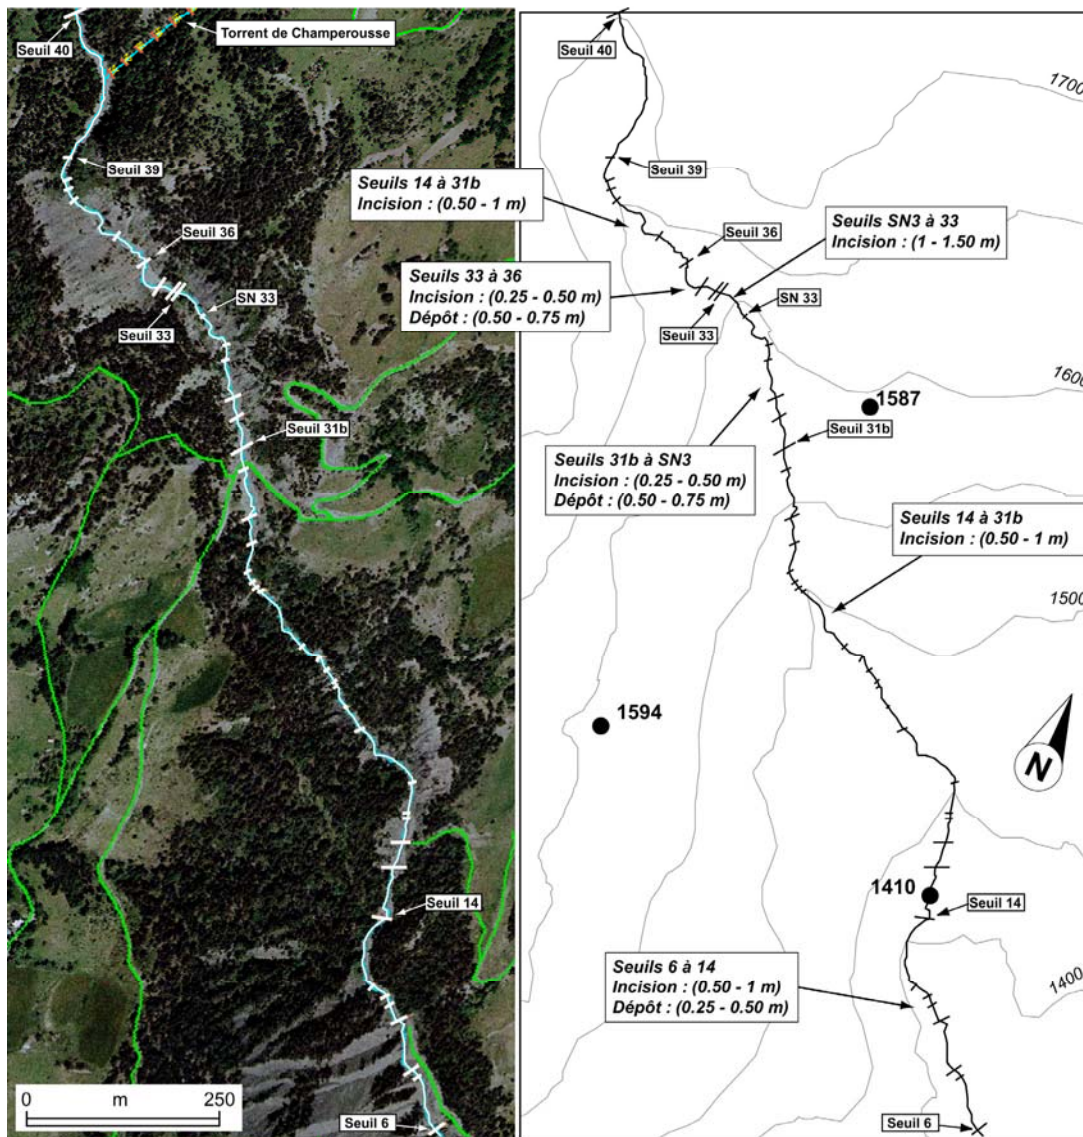 Torrent de Champerousse
Seuil 40
Seuil 39
Seuil 36
SN 33
Seuil 33
Seuil 31b
Seuil 14
Seuil 6
0 m 250
Seuil 40
1700
Seuil 39
Seuils 14 à 31b
Incision : (0.50 - 1 m)
Seuils SN3 à 33
Incision : (1 - 1.50 m)
Seuil 36
Seuils 33 à 36
Incision : (0.25 - 0.50 m)
Dépôt : (0.50 - 0.75 m)
SN 33
Seuil 33
1600
1587
Seuil 31b
Seuils 31b à SN3
Incision : (0.25 - 0.50 m)
Dépôt : (0.50 - 0.75 m)
Seuils 14 à 31b
Incision : (0.50 - 1 m)
1500
1594
N
1410
Seuil 14
Seuils 6 à 14
Incision : (0.50 - 1 m)
Dépôt : (0.25 - 0.50 m)
1400
Seuil 6